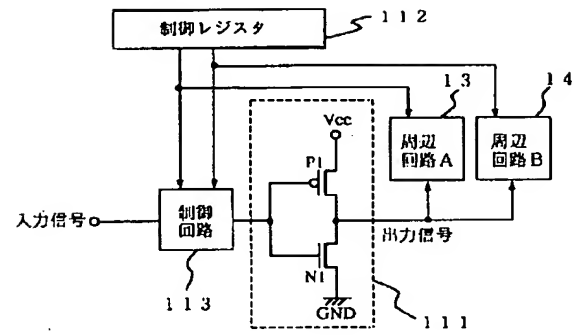 制御レジスタ
112
13
14
Vcc
周辺
回路A
周辺
回路B
P1
入力信号
制御
回路
出力信号
N1
GND
113
111